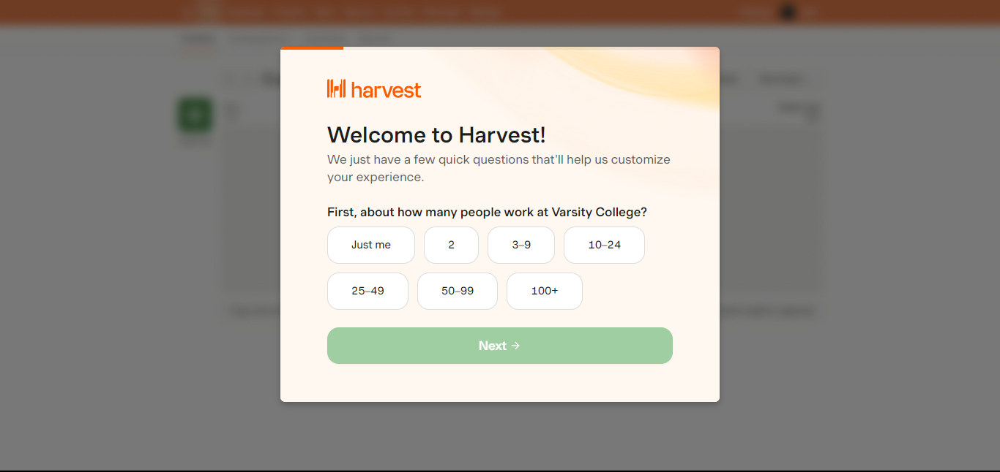 harvest
Welcome to Harvest!
We just have a few quick questions that'll help us customize
your experience.
First, about how many people work at Varsity College?
Just me
2
3–9
10–24
25–49
50–99
100+
Next →